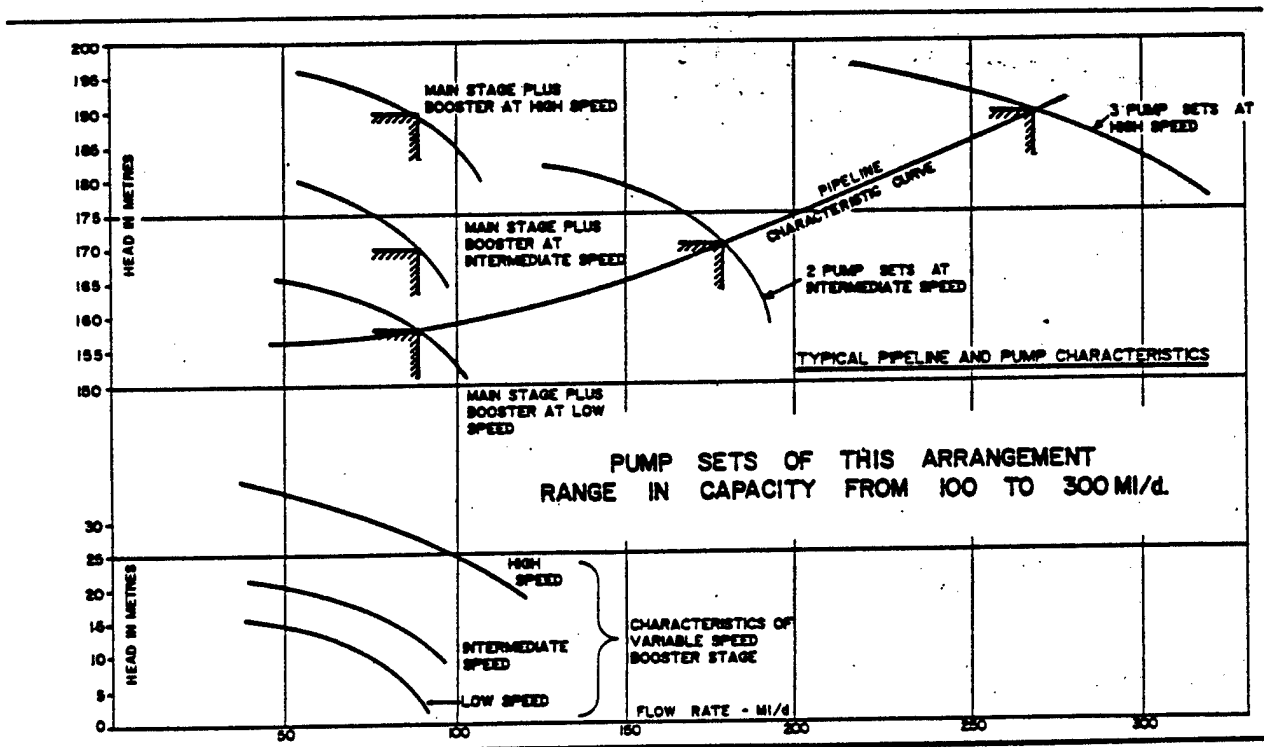 200
195
190
185
180
175
170
165
160
155
150
HEAD IN METRES
MAIN STAGE PLUS
BOOSTER AT HIGH SPEED
MAIN STAGE PLUS
BOOSTER AT
INTERMEDIATE SPEED
MAIN STAGE PLUS
BOOSTER AT LOW
SPEED
PIPELINE
CHARACTERISTIC CURVE
3 PUMP SETS AT
HIGH SPEED
2 PUMP SETS AT
INTERMEDIATE SPEED
TYPICAL PIPELINE AND PUMP CHARACTERISTICS
PUMP SETS OF THIS ARRANGEMENT
RANGE IN CAPACITY FROM 100 TO 300 Ml/d.
30
25
20
15
10
5
0
HEAD IN METRES
HIGH
SPEED
INTERMEDIATE
SPEED
LOW SPEED
CHARACTERISTICS OF
VARIABLE SPEED
BOOSTER STAGE
FLOW RATE - Ml/d
50
100
150
200
250
300